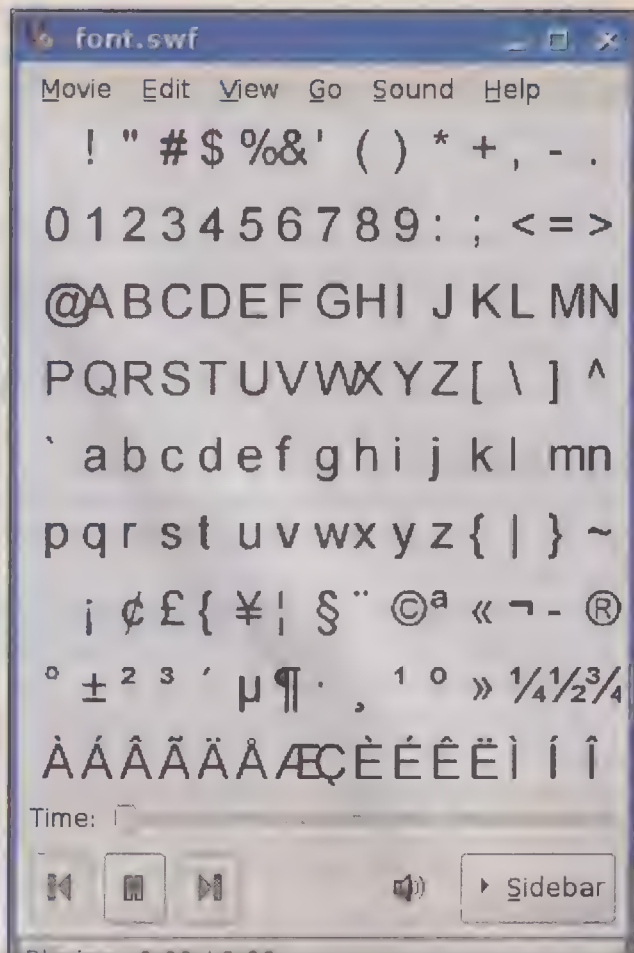 font.swf
Movie Edit View Go Sound Help
! " # $ % & ' ( ) * + , - .
0 1 2 3 4 5 6 7 8 9 : ; < = >
@ A B C D E F G H I J K L M N
P Q R S T U V W X Y Z [ \ ] ^
` a b c d e f g h i j k l m n
p q r s t u v w x y z { | } ~
¡ ¢ £ { ¥ ¦ § ¨ © ª « ¬ - ®
° ± ² ³ ´ µ ¶ · ¸ ¹ º » ¼ ½ ¾
À Á Â Ã Ä Å Æ Ç È É Ê Ë Ì Í Î
Time:
Sidebar